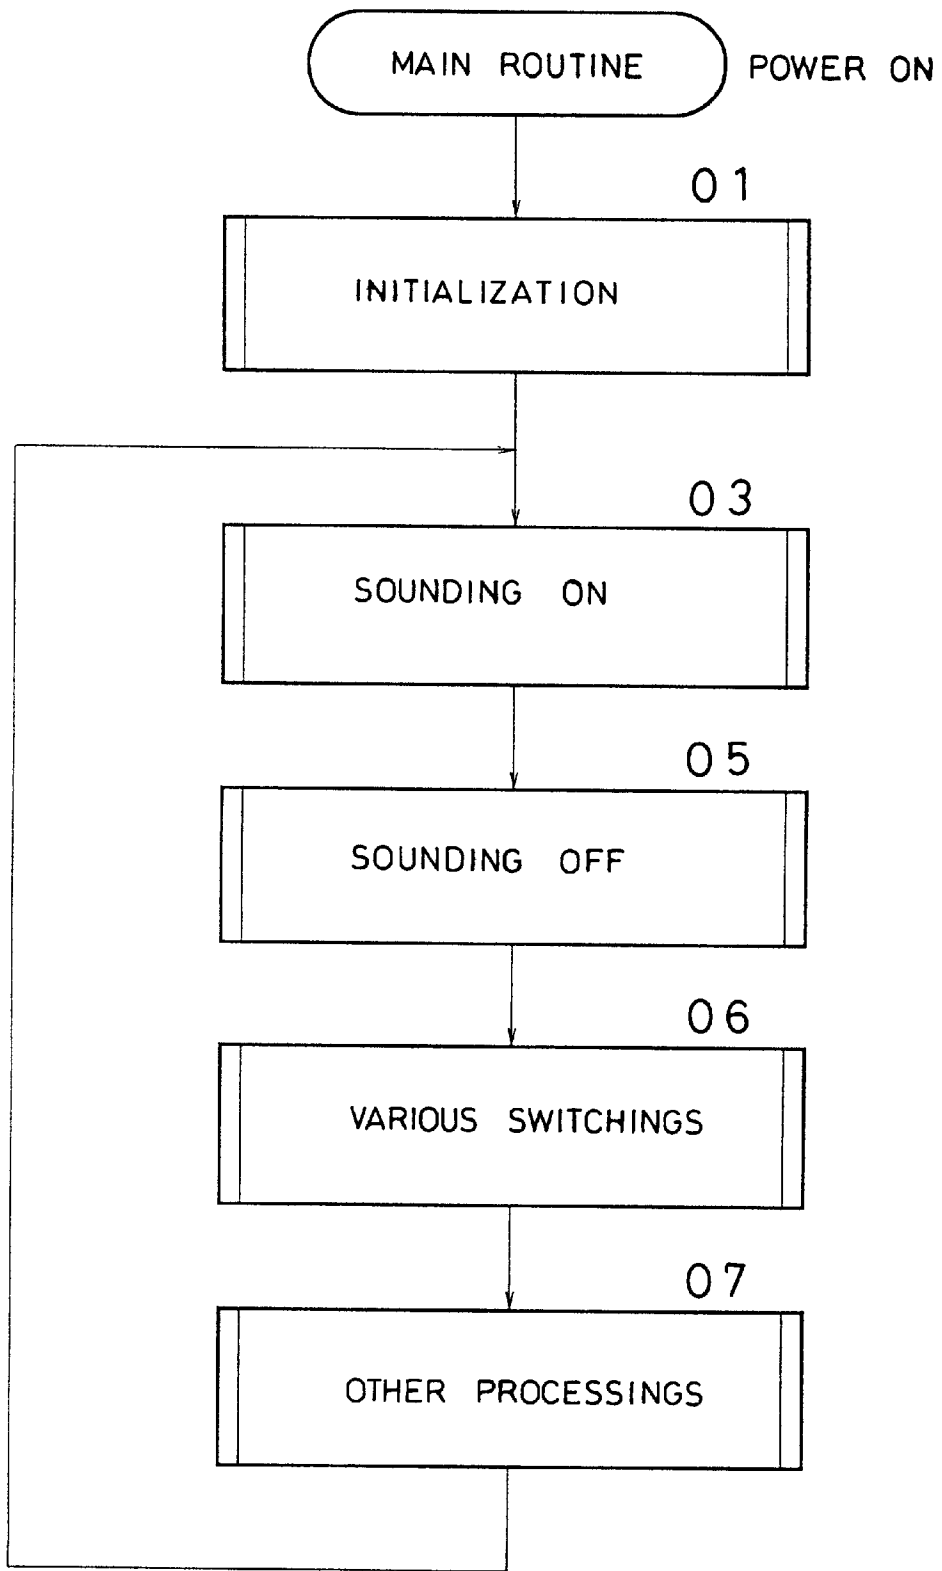 MAIN ROUTINE POWER ON
01
INITIALIZATION
03
SOUNDING ON
05
SOUNDING OFF
06
VARIOUS SWITCHINGS
07
OTHER PROCESSINGS